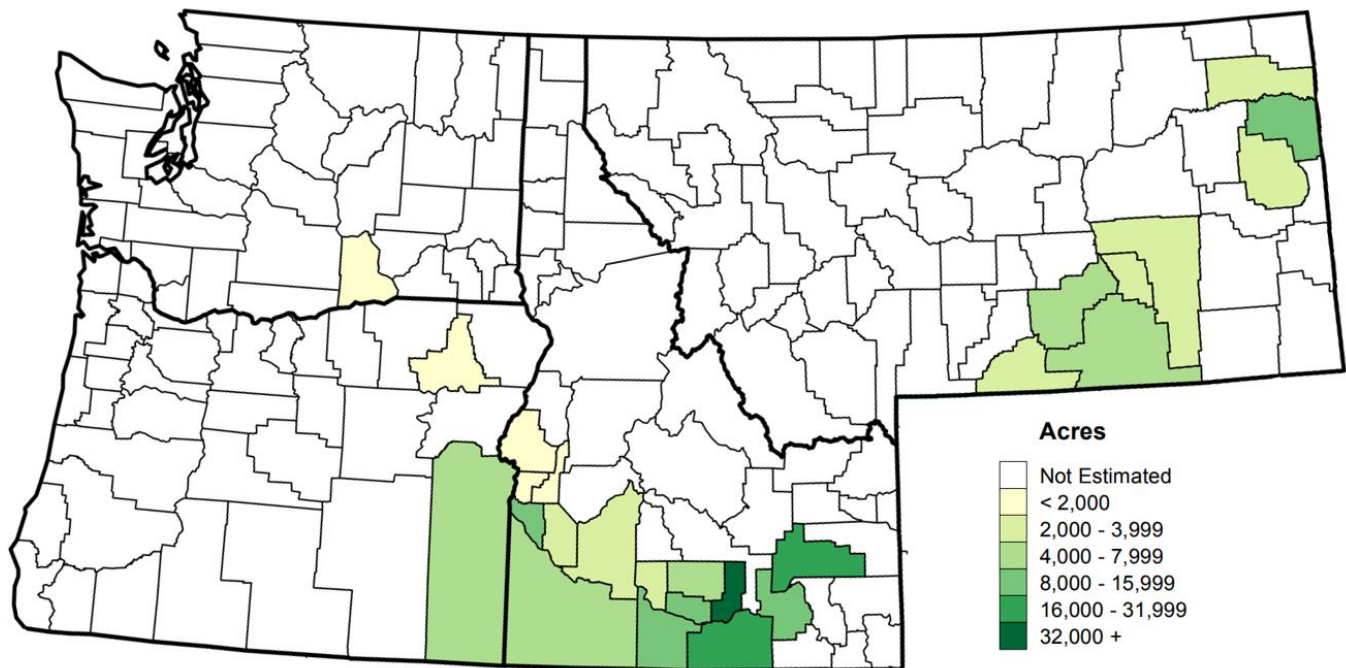 Acres
Not Estimated
< 2,000
2,000 - 3,999
4,000 - 7,999
8,000 - 15,999
16,000 - 31,999
32,000 +